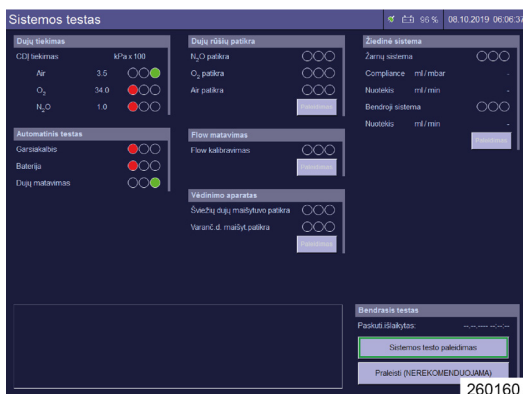 Sistemos testas 96 % 08.10.2019 06:06:37
Dujų tiekimas
CDĮ tiekimas kPa x 100
Air 3.5
O₂ 34.0
N₂O 1.0
Automatinis testas
Garsiakalbis
Baterija
Dujų matavimas
Dujų rūšių patikra
N₂O patikra
O₂ patikra
Air patikra
Paleidimas
Flow matavimas
Flow kalibravimas
Paleidimas
Vėdinimo aparatas
Šviežių dujų maišytuvo patikra
Varanč.d. maišyt.patikra
Paleidimas
Žiedinė sistema
Žarnų sistema
Compliance ml / mbar -
Nuotėkis ml / min -
Bendroji sistema
Nuotėkis ml / min -
Paleidimas
Bendrasis testas
Paskuti.išlaikytas: --.--.---- --:--:--
Sistemos testo paleidimas
Praleisti (NEREKOMENDUOJAMA)
260160